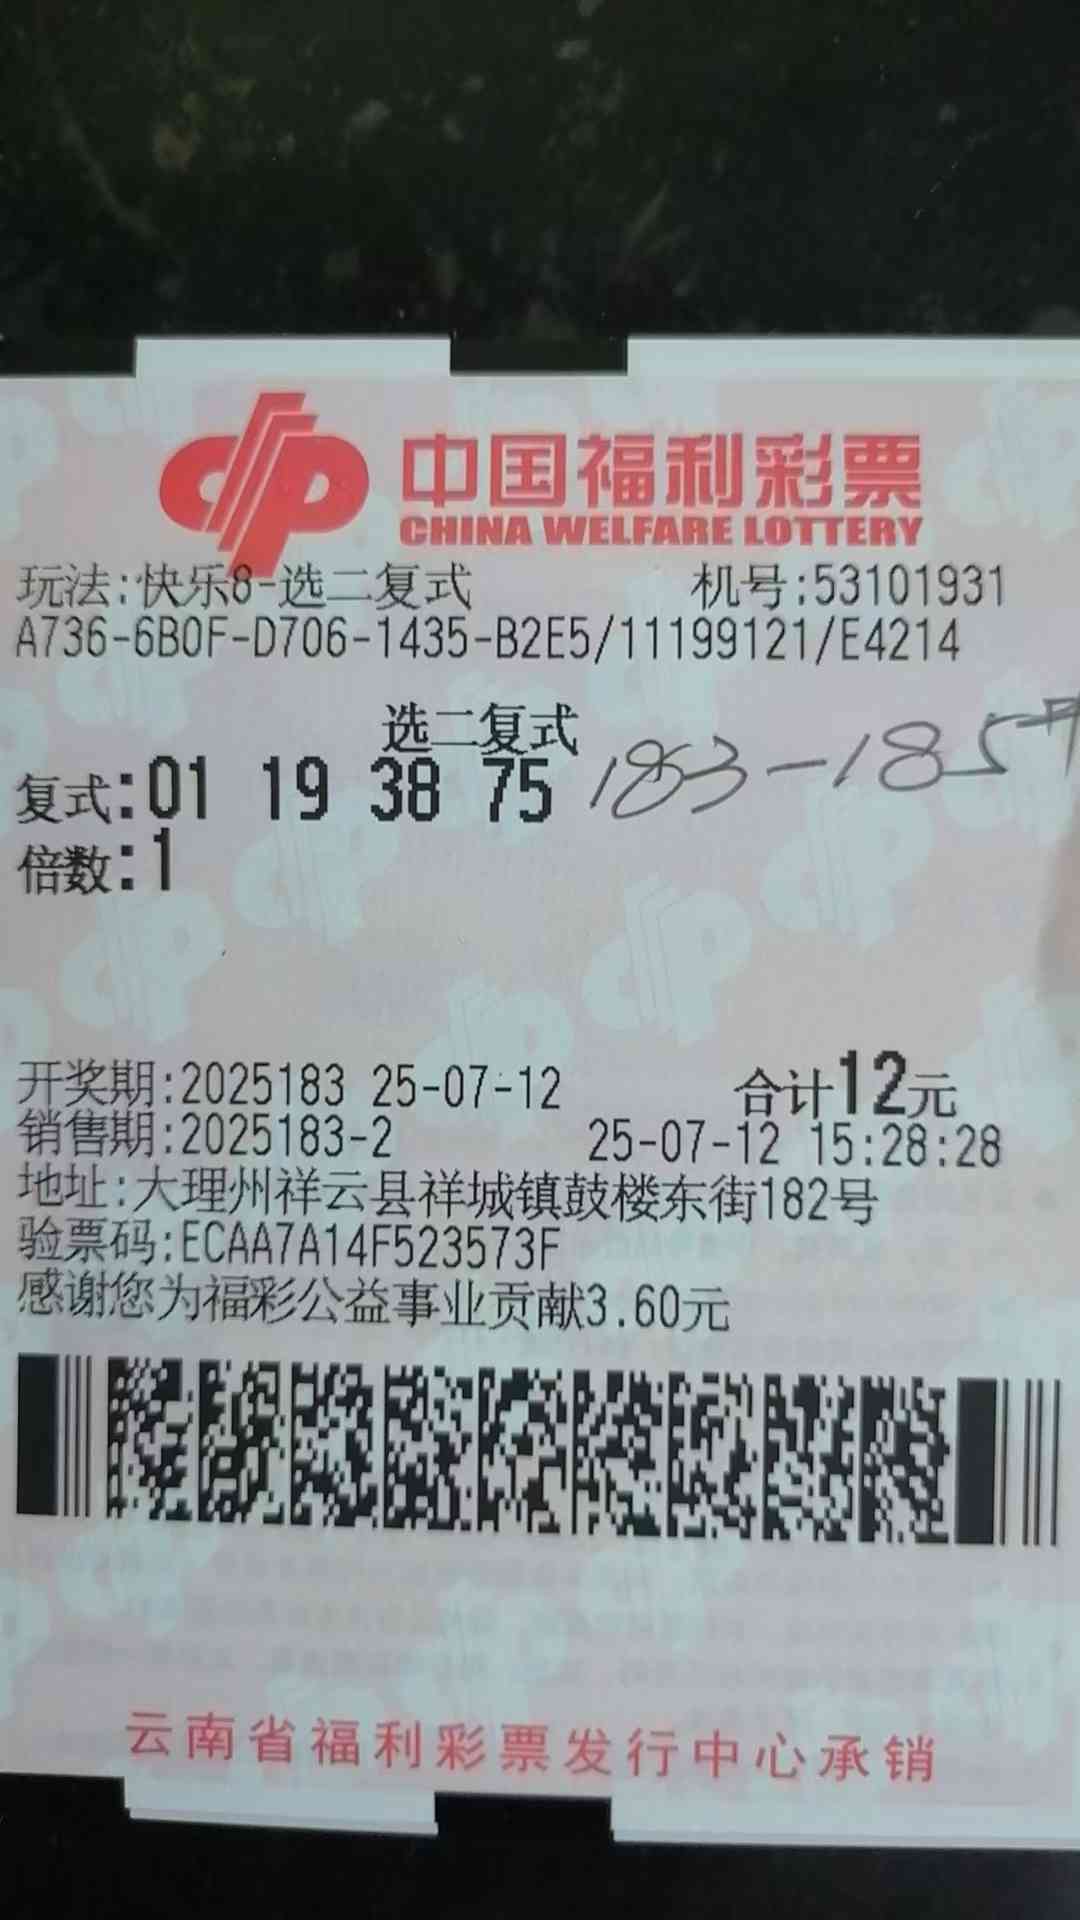 中国福利彩票
CHINA WELFARE LOTTERY
玩法:快乐8-选二复式 机号:53101931
A736-6B0F-D706-1435-B2E5/11199121/E4214
选二复式
复式:01 19 38 75 183-185期
倍数:1
开奖期:2025183 25-07-12 合计12元
销售期:2025183-2 25-07-12 15:28:28
地址:大理州祥云县祥城镇鼓楼东街182号
验票码:ECAA7A14F523573F
感谢您为福彩公益事业贡献3.60元
云南省福利彩票发行中心承销